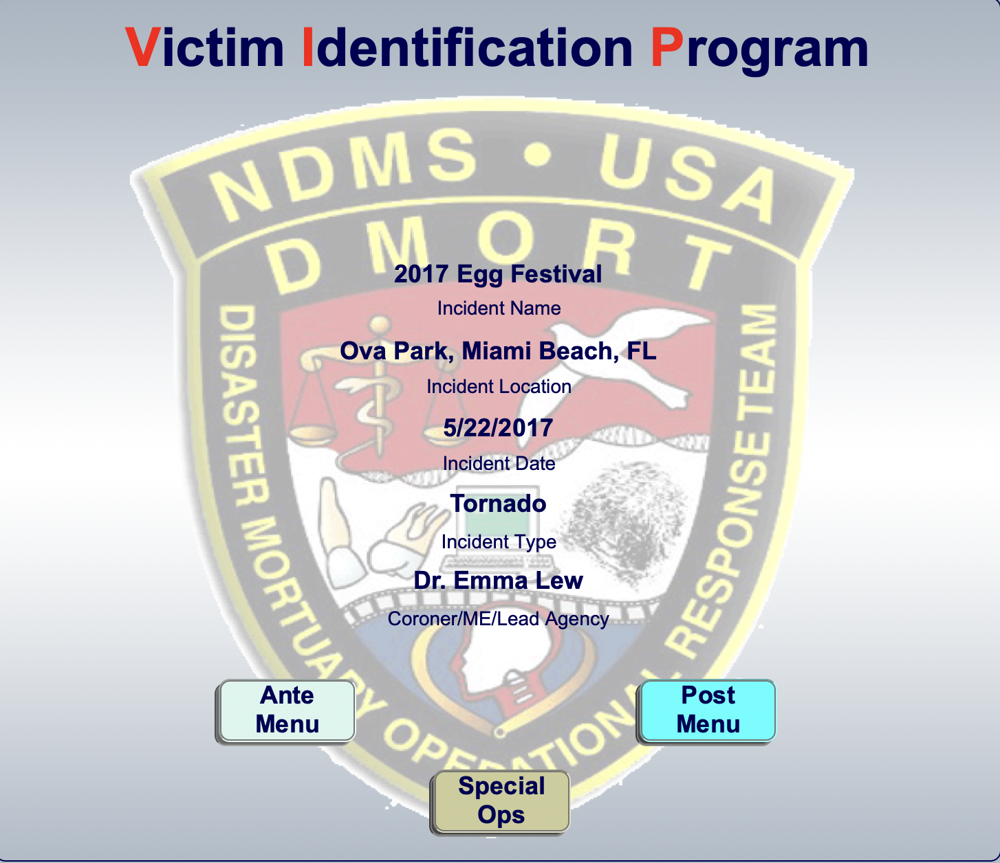 Victim Identification Program
NDMS • USA
DMORT
DISASTER MORTUARY OPERATIONAL RESPONSE TEAM
2017 Egg Festival
Incident Name
Ova Park, Miami Beach, FL
Incident Location
5/22/2017
Incident Date
Tornado
Incident Type
Dr. Emma Lew
Coroner/ME/Lead Agency
Ante
Menu
Post
Menu
Special
Ops